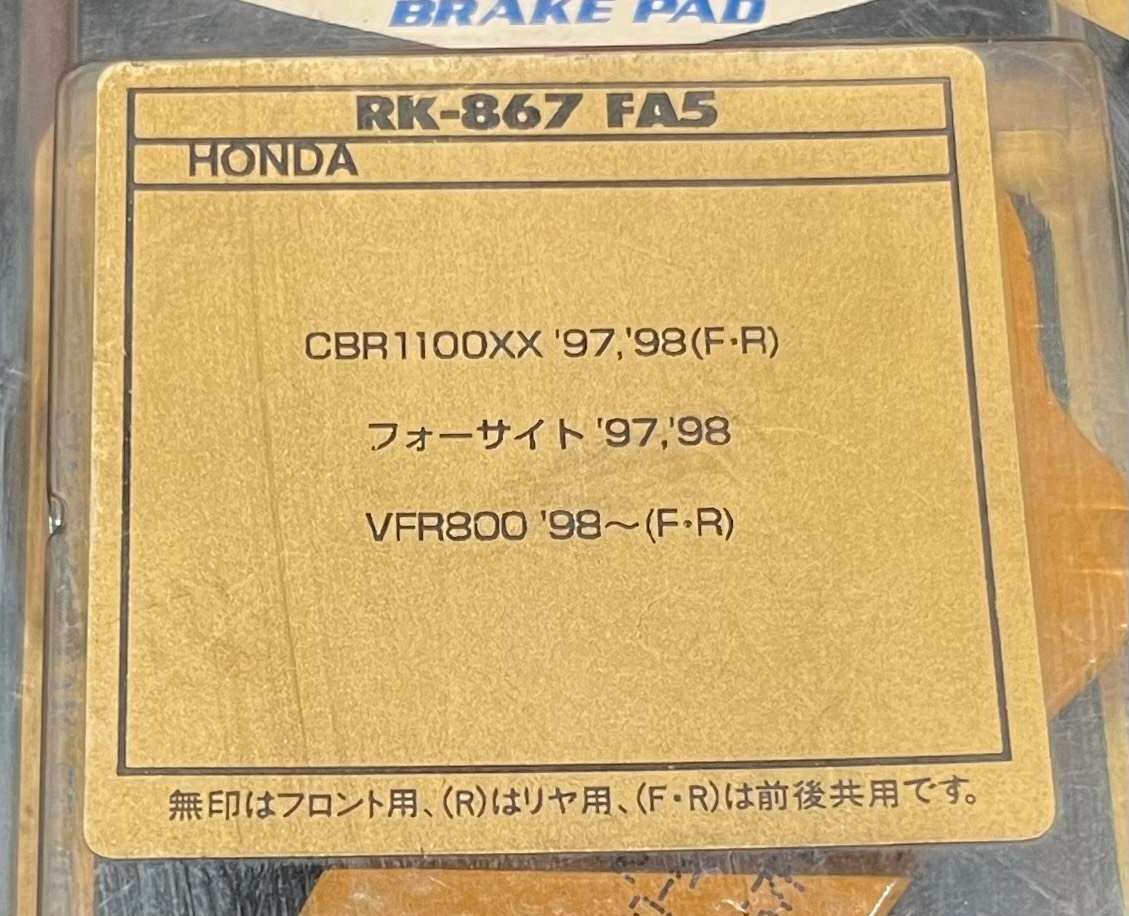 BRAKE PAD
RK-867 FA5
HONDA
CBR1100XX '97,'98(F・R)
フォーサイト '97,'98
VFR800 '98～(F・R)
無印はフロント用、(R)はリヤ用、(F・R)は前後共用です。